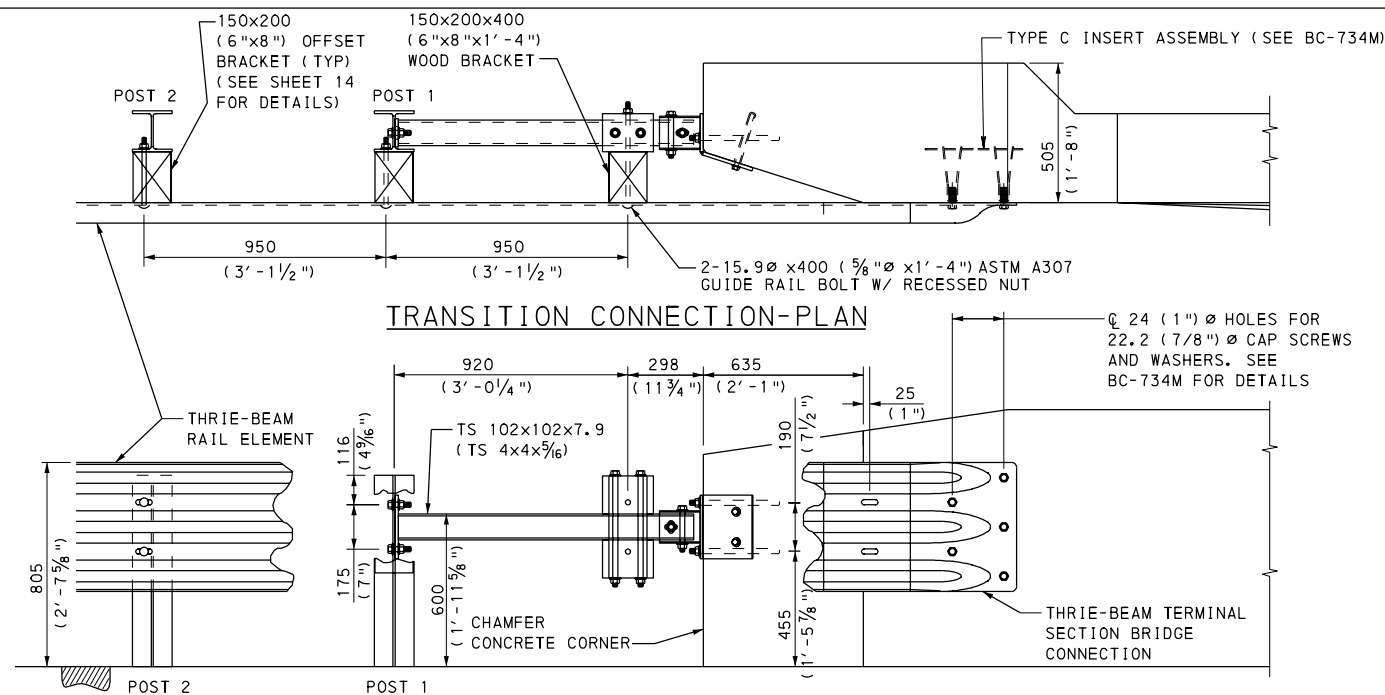 150x200
(6"x8") OFFSET
BRACKET (TYP)
(SEE SHEET 14
FOR DETAILS)
150x200x400
(6"x8"x1'-4")
WOOD BRACKET
TYPE C INSERT ASSEMBLY (SEE BC-734M)
POST 2
POST 1
505
(1'-8")
950
(3'-1½")
950
(3'-1½")
2-15.9Ø x400 (⅝"Ø x1'-4") ASTM A307
GUIDE RAIL BOLT W/ RECESSED NUT
TRANSITION CONNECTION-PLAN
℄ 24 (1") Ø HOLES FOR
22.2 (7/8") Ø CAP SCREWS
AND WASHERS. SEE
BC-734M FOR DETAILS
920
(3'-0¼")
298
(11¾")
635
(2'-1")
25
(1")
190
(7½")
THRIE-BEAM
RAIL ELEMENT
TS 102x102x7.9
(TS 4x4x5⁄16)
116
(4 9⁄16")
175
(7")
805
(2'-7⅝")
600
(1'-11⅝")
455
(1'-5⅞")
CHAMFER
CONCRETE CORNER
THRIE-BEAM TERMINAL
SECTION BRIDGE
CONNECTION
POST 2
POST 1